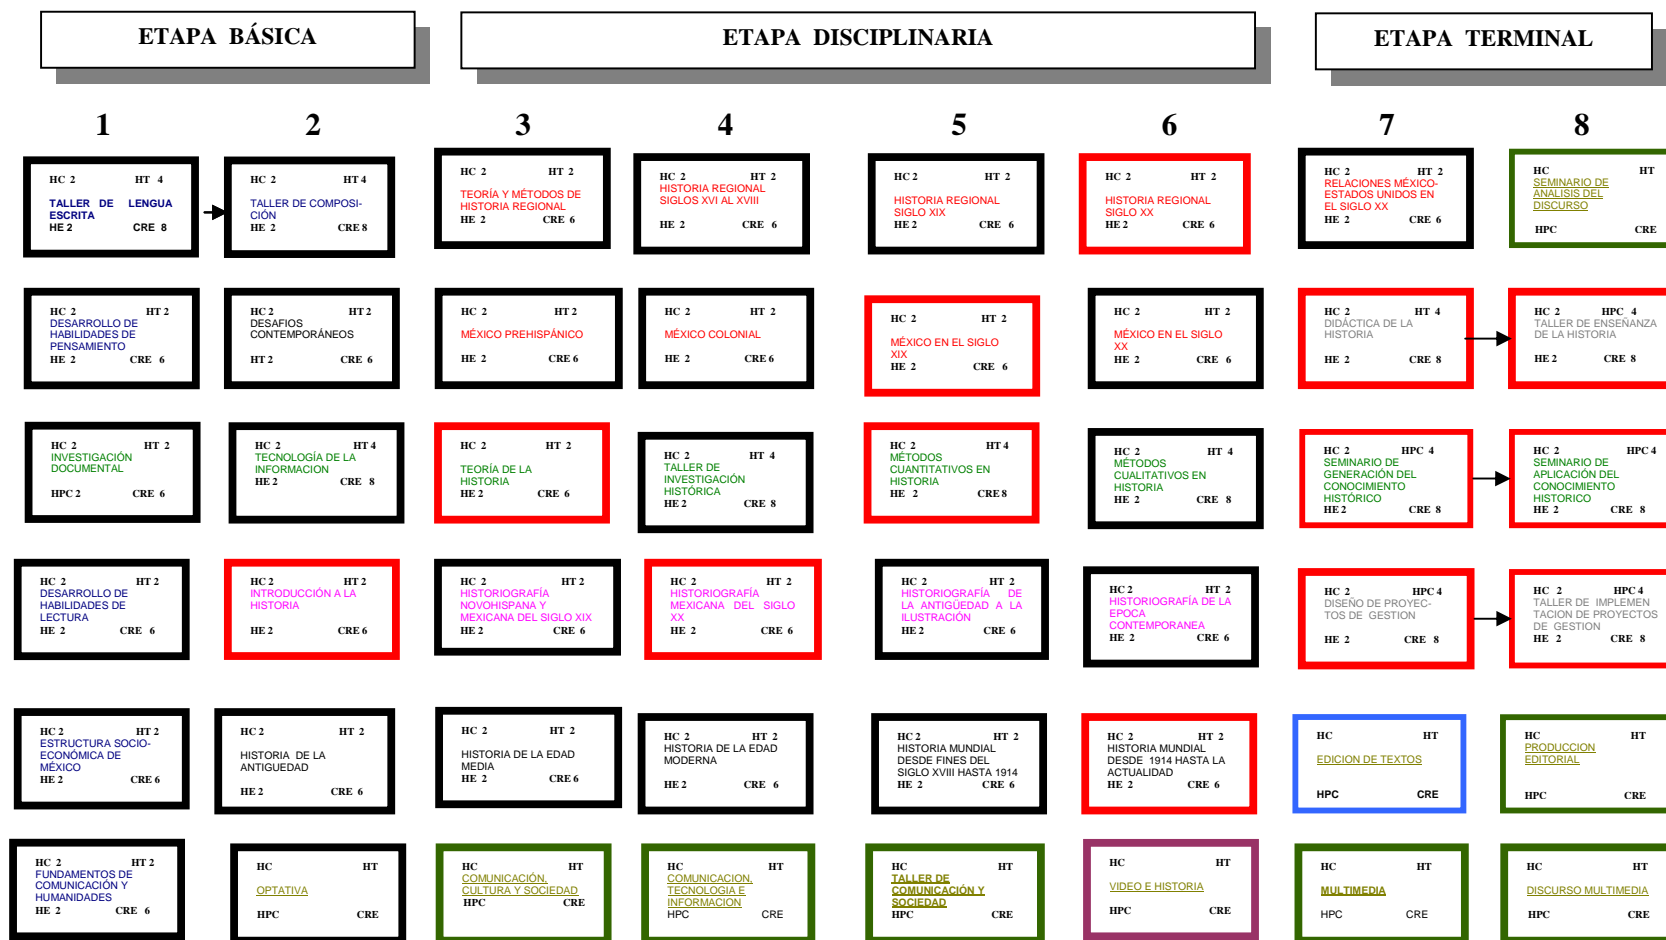 ETAPA BÁSICA
ETAPA DISCIPLINARIA
ETAPA TERMINAL
1 2 3 4 5 6 7 8
HC 2 HT 4
TALLER DE LENGUA
ESCRITA
HE 2 CRE 8
HC 2 HT 4
TALLER DE COMPOSI-
CIÓN
HE 2 CRE 8
HC 2 HT 2
TEORÍA Y MÉTODOS DE
HISTORIA REGIONAL
HE 2 CRE 6
HC 2 HT 2
HISTORIA REGIONAL
SIGLOS XVI AL XVIII
HE 2 CRE 6
HC 2 HT 2
HISTORIA REGIONAL
SIGLO XIX
HE 2 CRE 6
HC 2 HT 2
HISTORIA REGIONAL
SIGLO XX
HE 2 CRE 6
HC 2 HT 2
RELACIONES MÉXICO-
ESTADOS UNIDOS EN
EL SIGLO XX
HE 2 CRE 6
HC HT
SEMINARIO DE
ANALISIS DEL
DISCURSO
HPC CRE
HC 2 HT 2
DESARROLLO DE
HABILIDADES DE
PENSAMIENTO
HE 2 CRE 6
HC 2 HT 2
DESAFIOS
CONTEMPORÁNEOS
HT 2 CRE 6
HC 2 HT 2
MÉXICO PREHISPÁNICO
HE 2 CRE 6
HC 2 HT 2
MÉXICO COLONIAL
HE 2 CRE 6
HC 2 HT 2
MÉXICO EN EL SIGLO
XIX
HE 2 CRE 6
HC 2 HT 2
MÉXICO EN EL SIGLO
XX
HE 2 CRE 6
HC 2 HT 4
DIDÁCTICA DE LA
HISTORIA
HE 2 CRE 8
HC 2 HPC 4
TALLER DE ENSEÑANZA
DE LA HISTORIA
HE 2 CRE 8
HC 2 HT 2
INVESTIGACIÓN
DOCUMENTAL
HPC 2 CRE 6
HC 2 HT 4
TECNOLOGÍA DE LA
INFORMACION
HE 2 CRE 8
HC 2 HT 2
TEORÍA DE LA
HISTORIA
HE 2 CRE 6
HC 2 HT 4
TALLER DE
INVESTIGACIÓN
HISTÓRICA
HE 2 CRE 8
HC 2 HT 4
MÉTODOS
CUANTITATIVOS EN
HISTORIA
HE 2 CRE 8
HC 2 HT 4
MÉTODOS
CUALITATIVOS EN
HISTORIA
HE 2 CRE 8
HC 2 HPC 4
SEMINARIO DE
GENERACIÓN DEL
CONOCIMIENTO
HISTÓRICO
HE 2 CRE 8
HC 2 HPC 4
SEMINARIO DE
APLICACIÓN DEL
CONOCIMIENTO
HISTORICO
HE 2 CRE 8
HC 2 HT 2
DESARROLLO DE
HABILIDADES DE
LECTURA
HE 2 CRE 6
HC 2 HT 2
INTRODUCCIÓN A LA
HISTORIA
HE 2 CRE 6
HC 2 HT 2
HISTORIOGRAFÍA
NOVOHISPANA Y
MEXICANA DEL SIGLO XIX
HE 2 CRE 6
HC 2 HT 2
HISTORIOGRAFÍA
MEXICANA DEL SIGLO
XX
HE 2 CRE 6
HC 2 HT 2
HISTORIOGRAFÍA DE
LA ANTIGÜEDAD A LA
ILUSTRACIÓN
HE 2 CRE 6
HC 2 HT 2
HISTORIOGRAFÍA DE LA
EPOCA
CONTEMPORANEA
HE 2 CRE 6
HC 2 HPC 4
DISEÑO DE PROYEC-
TOS DE GESTION
HE 2 CRE 8
HC 2 HPC 4
TALLER DE IMPLEMEN
TACION DE PROYECTOS
DE GESTION
HE 2 CRE 8
HC 2 HT 2
ESTRUCTURA SOCIO-
ECONÓMICA DE
MÉXICO
HE 2 CRE 6
HC 2 HT 2
HISTORIA DE LA
ANTIGUEDAD
HE 2 CRE 6
HC 2 HT 2
HISTORIA DE LA EDAD
MEDIA
HE 2 CRE 6
HC 2 HT 2
HISTORIA DE LA EDAD
MODERNA
HE 2 CRE 6
HC 2 HT 2
HISTORIA MUNDIAL
DESDE FINES DEL
SIGLO XVIII HASTA 1914
HE 2 CRE 6
HC 2 HT 2
HISTORIA MUNDIAL
DESDE 1914 HASTA LA
ACTUALIDAD
HE 2 CRE 6
HC HT
EDICION DE TEXTOS
HPC CRE
HC HT
PRODUCCION
EDITORIAL
HPC CRE
HC 2 HT 2
FUNDAMENTOS DE
COMUNICACIÓN Y
HUMANIDADES
HE 2 CRE 6
HC HT
OPTATIVA
HPC CRE
HC HT
COMUNICACIÓN,
CULTURA Y SOCIEDAD
HPC CRE
HC HT
COMUNICACION,
TECNOLOGIA E
INFORMACION
HPC CRE
HC HT
TALLER DE
COMUNICACIÓN Y
SOCIEDAD
HPC CRE
HC HT
VIDEO E HISTORIA
HPC CRE
HC HT
MULTIMEDIA
HPC CRE
HC HT
DISCURSO MULTIMEDIA
HPC CRE